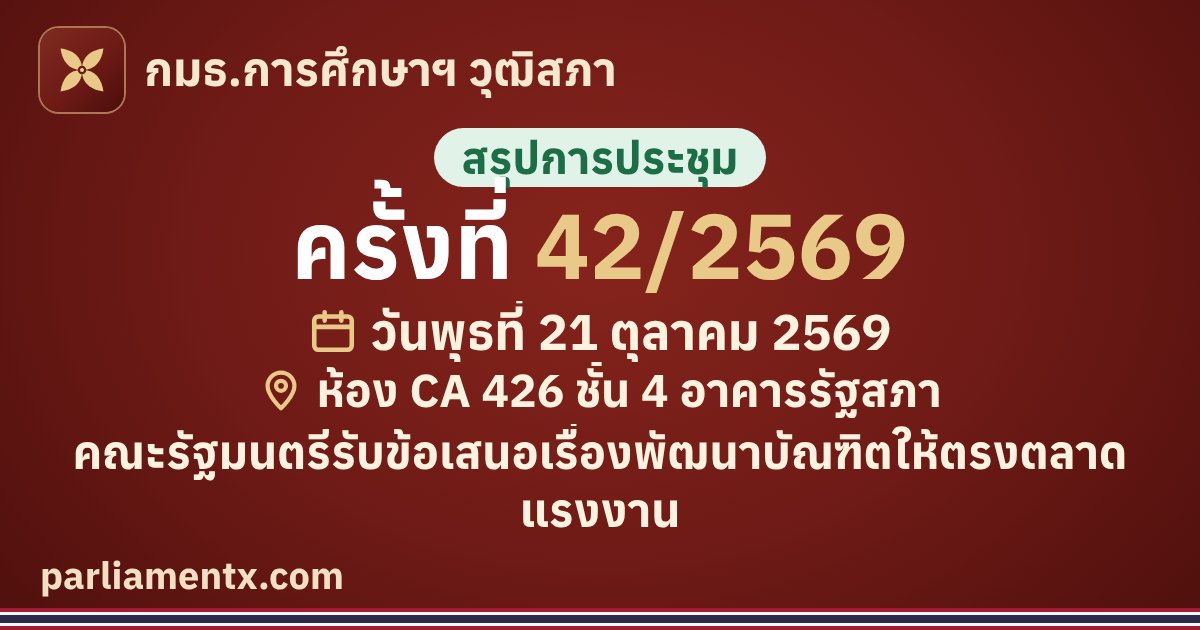 กมธ.การศึกษาฯ วุฒิสภา
สรุปการประชุม
ครั้งที่ 42/2569
วันพุธที่ 21 ตุลาคม 2569
ห้อง CA 426 ชั้น 4 อาคารรัฐสภา
คณะรัฐมนตรีรับข้อเสนอเรื่องพัฒนาบัณฑิตให้ตรงตลาด
แรงงาน
parliamentx.com